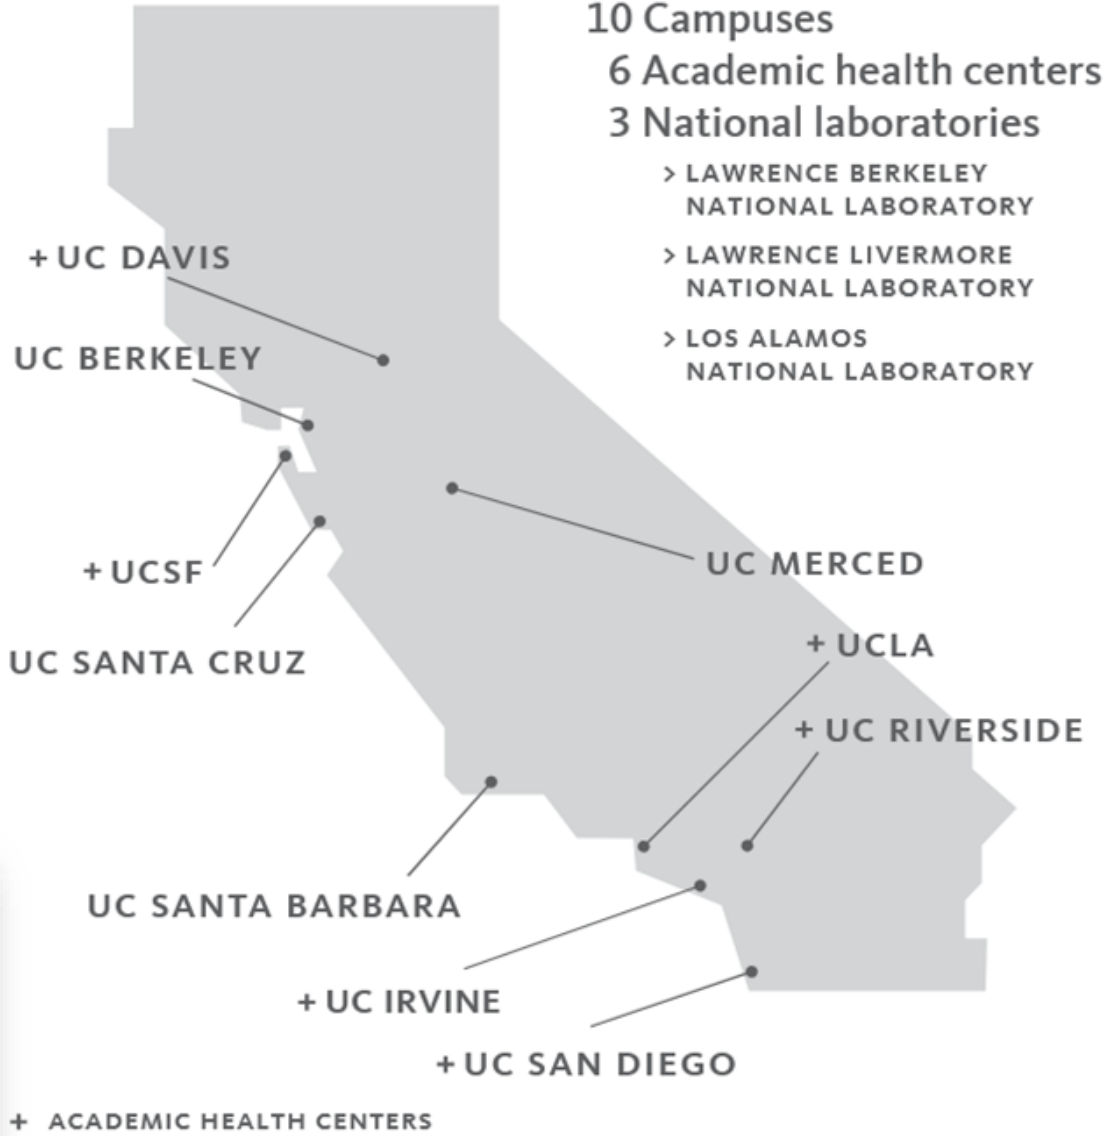 10 Campuses
6 Academic health centers
3 National laboratories
> LAWRENCE BERKELEY
NATIONAL LABORATORY
> LAWRENCE LIVERMORE
NATIONAL LABORATORY
> LOS ALAMOS
NATIONAL LABORATORY
+ UC DAVIS
UC BERKELEY
+ UCSF
UC MERCED
UC SANTA CRUZ
+ UCLA
+ UC RIVERSIDE
UC SANTA BARBARA
+ UC IRVINE
+ UC SAN DIEGO
+ ACADEMIC HEALTH CENTERS